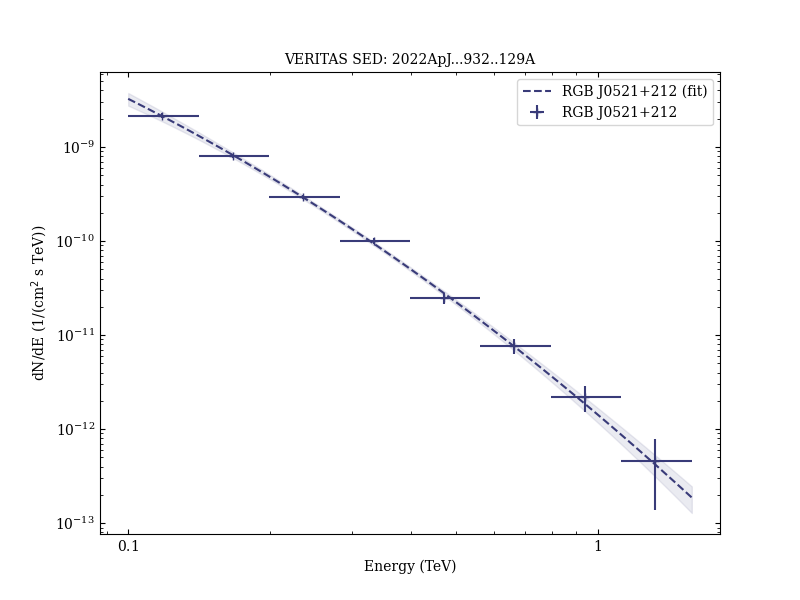 VERITAS SED: 2022ApJ...932..129A
RGB J0521+212 (fit)
RGB J0521+212
dN/dE (1/(cm² s TeV))
10⁻⁹
10⁻¹⁰
10⁻¹¹
10⁻¹²
10⁻¹³
0.1 1
Energy (TeV)